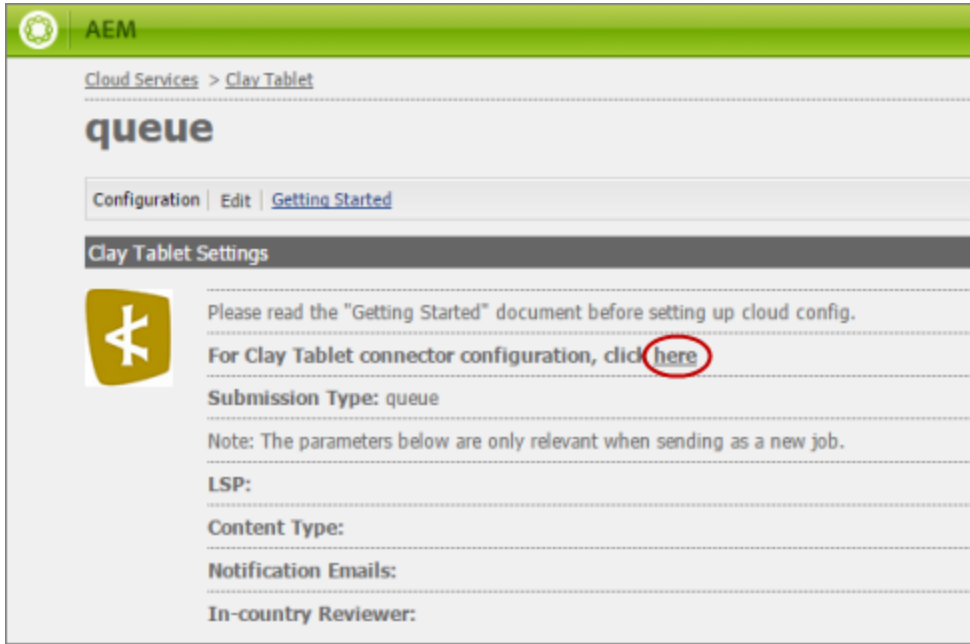 AEM
Cloud Services > Clay Tablet
queue
Configuration | Edit | Getting Started
Clay Tablet Settings
Please read the "Getting Started" document before setting up cloud config.
For Clay Tablet connector configuration, click here
Submission Type: queue
Note: The parameters below are only relevant when sending as a new job.
LSP:
Content Type:
Notification Emails:
In-country Reviewer: